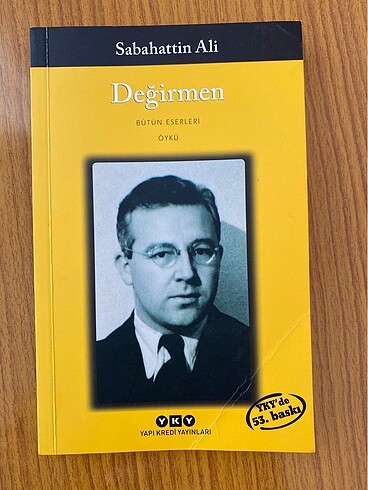 Sabahattin Ali
Değirmen
BÜTÜN ESERLERİ
ÖYKÜ
YKY'de
53. baskı
YKY
YAPI KREDİ YAYINLARI